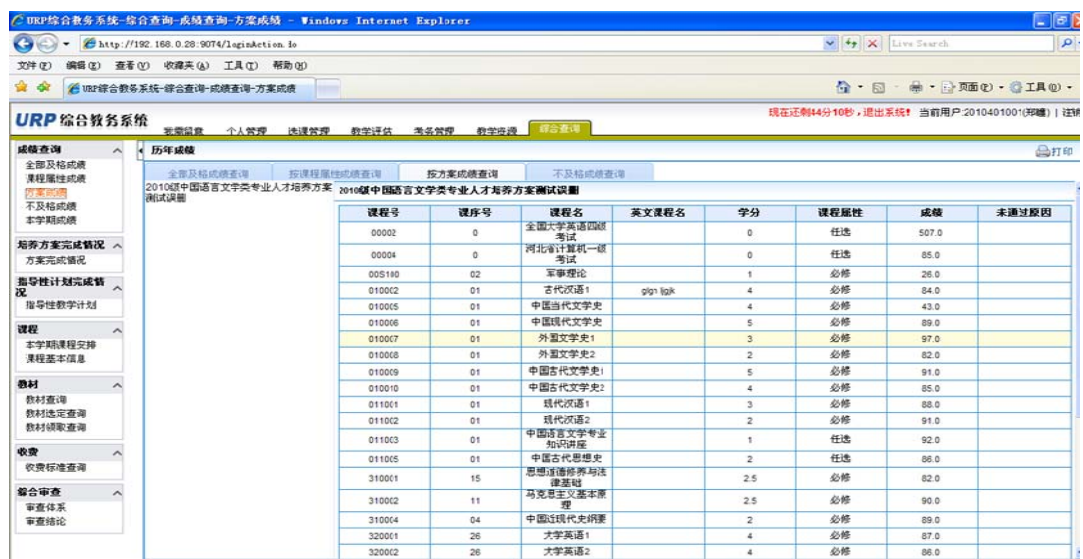 URP综合教务系统-综合查询-成绩查询-方案成绩 - Windows Internet Explorer
http://192.168.0.28:9074/loginAction.do
Live Search
文件(F) 编辑(E) 查看(V) 收藏夹(A) 工具(T) 帮助(H)
URP综合教务系统-综合查询-成绩查询-方案成绩
页面(P) 工具(O)
URP综合教务系统
我需留意 个人管理 选课管理 教学评估 考务管理 教学资源 综合查询
现在还剩44分10秒，退出系统! 当前用户:2010401001
成绩查询
全部及格成绩
课程属性成绩
方案成绩
不及格成绩
本学期成绩
培养方案完成情况
方案完成情况
指导性计划完成情
况
指导性教学计划
课程
本学期课程安排
课程基本信息
教材
教材查询
教材选定查询
教材领取查询
收费
收费标准查询
综合审查
审查体系
审查结论
历年成绩
打印
全部及格成绩查询 按课程属性成绩查询 按方案成绩查询 不及格成绩查询
2010级中国语言文学类专业人才培养方案
测试误删
2010级中国语言文学类专业人才培养方案测试误删
课程号 课序号 课程名 英文课程名 学分 课程属性 成绩 未通过原因
00002 0 全国大学英语四级考试 0 任选 507.0
00004 0 河北省计算机一级考试 0 任选 85.0
00S180 02 军事理论 1 必修 26.0
010002 01 古代汉语1 4 必修 84.0
010005 01 中国当代文学史 4 必修 43.0
010006 01 中国现代文学史 5 必修 89.0
010007 01 外国文学史1 3 必修 97.0
010008 01 外国文学史2 2 必修 82.0
010009 01 中国古代文学史1 5 必修 91.0
010010 01 中国古代文学史2 4 必修 85.0
011001 01 现代汉语1 3 必修 88.0
011002 01 现代汉语2 2 必修 91.0
011003 01 中国语言文学专业知识讲座 1 任选 92.0
011005 01 中国古代思想史 2 任选 86.0
310001 15 思想道德修养与法律基础 2.5 必修 82.0
310002 11 马克思主义基本原理 2.5 必修 90.0
310004 04 中国近现代史纲要 2 必修 89.0
320001 26 大学英语1 4 必修 87.0
320002 26 大学英语2 4 必修 86.0